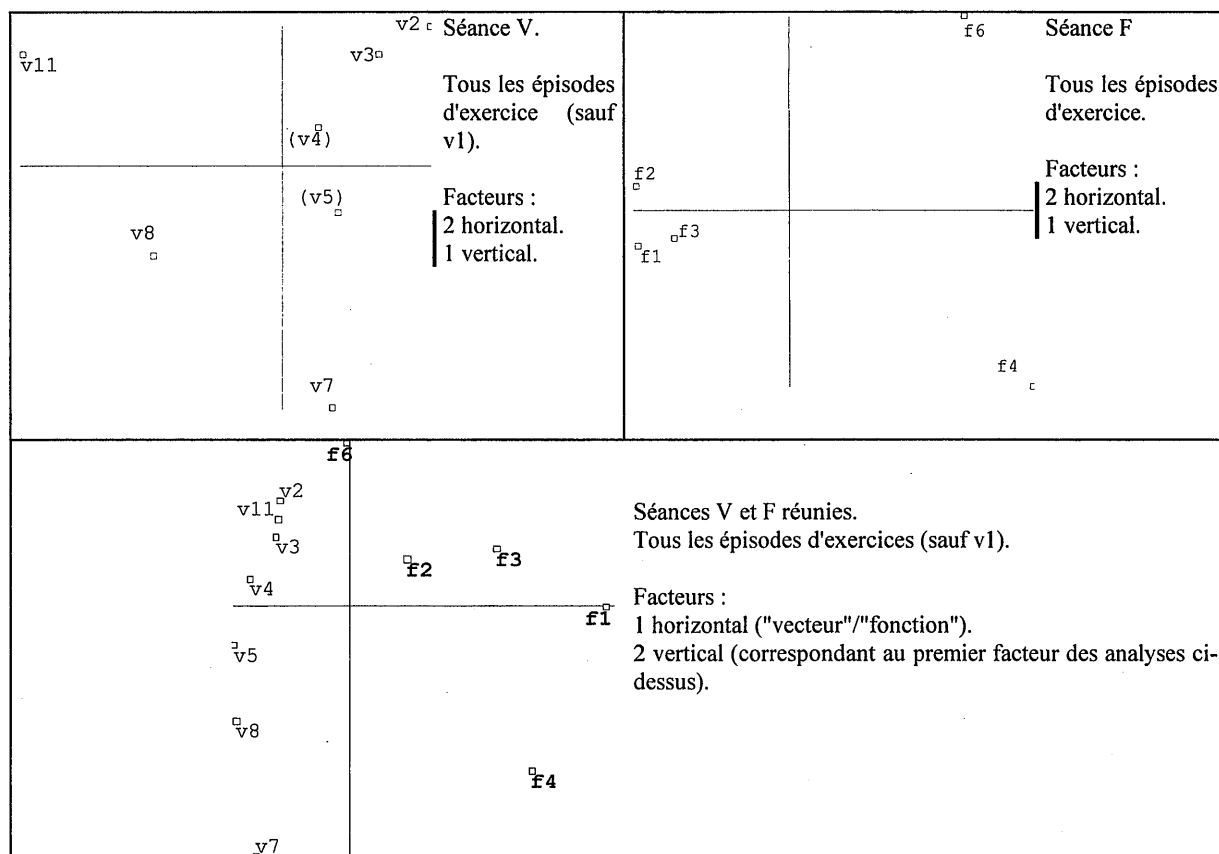 v2
v3
v11
(v4)
(v5)
v8
v7
Séance V.
Tous les épisodes
d'exercice (sauf
v1).
Facteurs :
2 horizontal.
1 vertical.
f6
f2
f3
f1
f4
Séance F
Tous les épisodes
d'exercice.
Facteurs :
2 horizontal.
1 vertical.
f6
v2
v11
v3
f2
f3
v4
f1
v5
v8
f4
v7
Séances V et F réunies.
Tous les épisodes d'exercices (sauf v1).
Facteurs :
1 horizontal ("vecteur"/"fonction").
2 vertical (correspondant au premier facteur des analyses ci-
dessus).